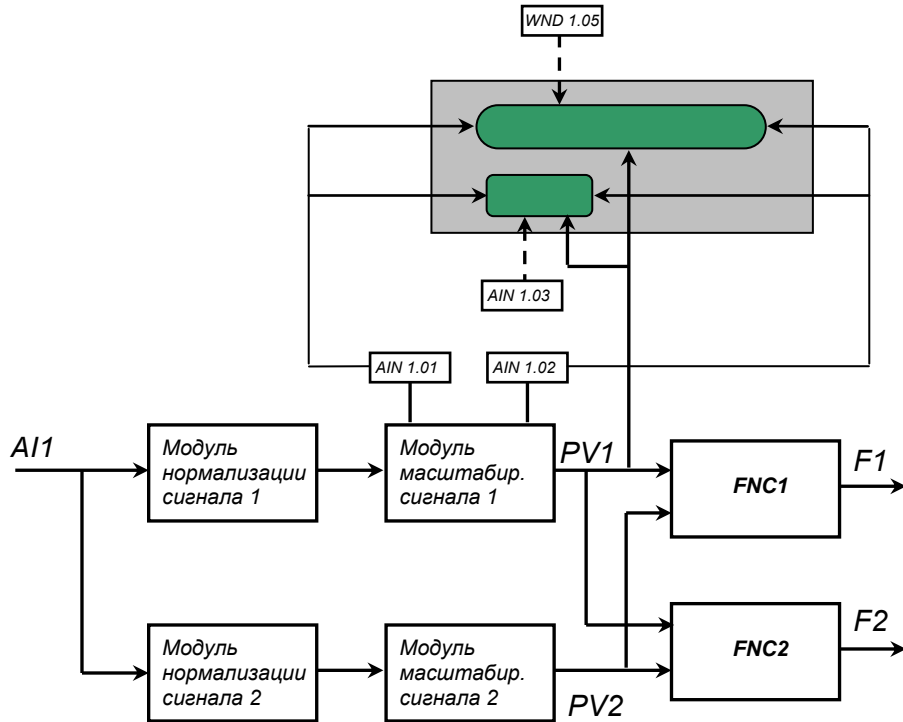 WND 1.05
AIN 1.03
AIN 1.01
AIN 1.02
AI1
Модуль
нормализации
сигнала 1
Модуль
масштабир.
сигнала 1
PV1
FNC1
F1
Модуль
нормализации
сигнала 2
Модуль
масштабир.
сигнала 2
PV2
FNC2
F2